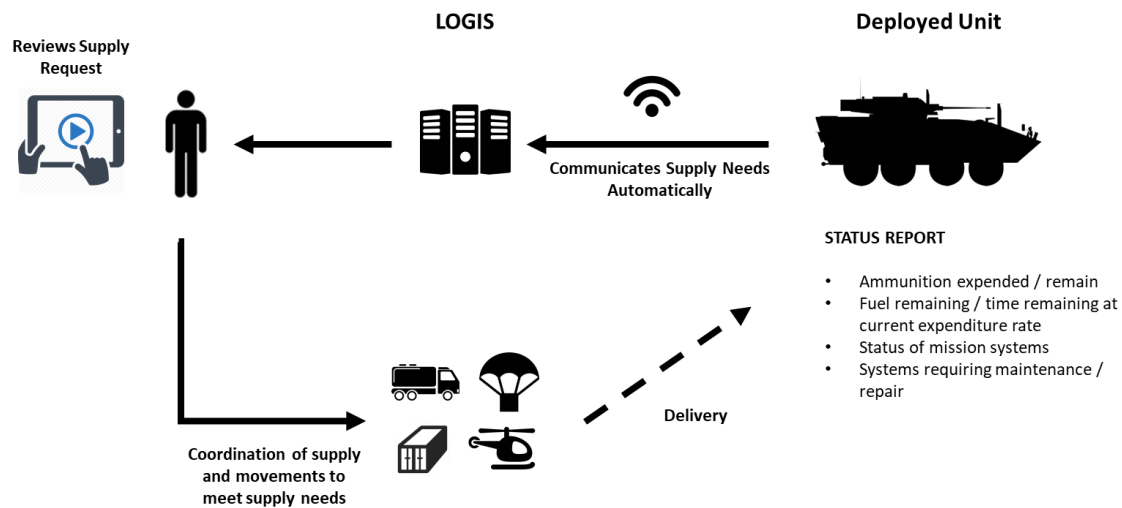 LOGIS
Deployed Unit
Reviews Supply
Request
Communicates Supply Needs
Automatically
STATUS REPORT
• Ammunition expended / remain
• Fuel remaining / time remaining at
current expenditure rate
• Status of mission systems
• Systems requiring maintenance /
repair
Delivery
Coordination of supply
and movements to
meet supply needs